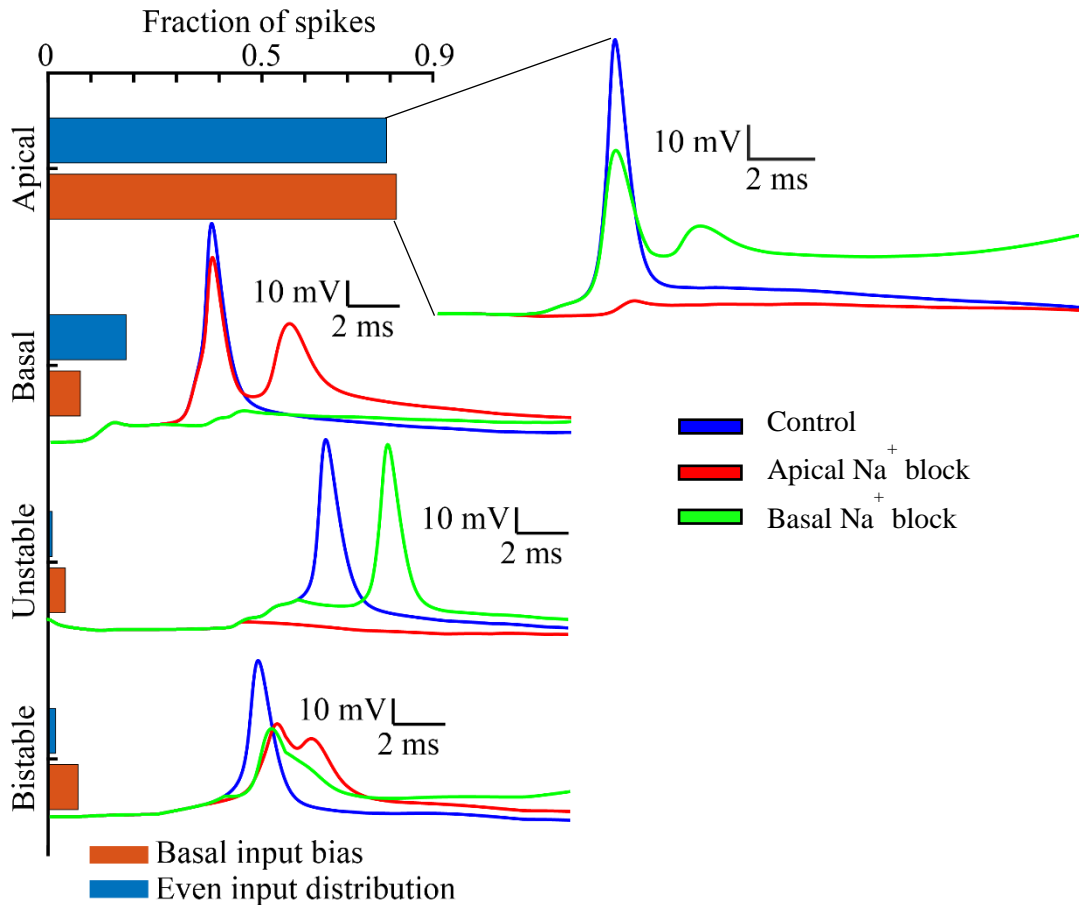 Fraction of spikes
0 0.5 0.9
Apical
10 mV
2 ms
Basal
10 mV
2 ms
Control
Apical Na+ block
Basal Na+ block
Unstable
10 mV
2 ms
Bistable
10 mV
2 ms
Basal input bias
Even input distribution